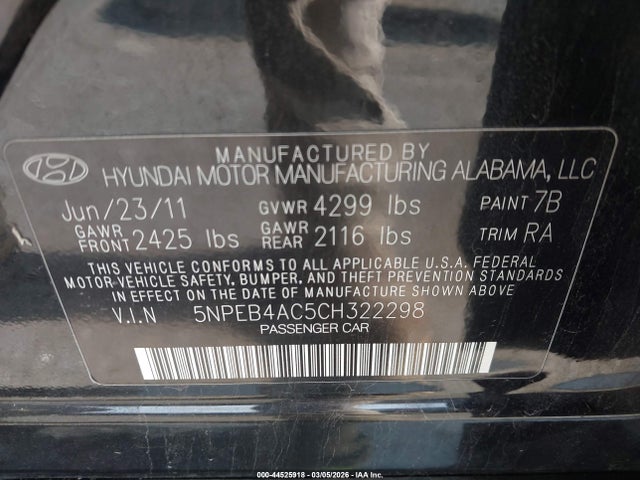 MANUFACTURED BY
HYUNDAI MOTOR MANUFACTURING ALABAMA, LLC
Jun/23/11 GVWR 4299 lbs PAINT 7B
GAWR FRONT 2425 lbs GAWR REAR 2116 lbs TRIM RA
THIS VEHICLE CONFORMS TO ALL APPLICABLE U.S.A. FEDERAL
MOTOR VEHICLE SAFETY, BUMPER, AND THEFT PREVENTION STANDARDS
IN EFFECT ON THE DATE OF MANUFACTURE SHOWN ABOVE.
V.I.N 5NPEB4AC5CH322298
PASSENGER CAR
000-44525918 - 03/05/2026 - IAA Inc.